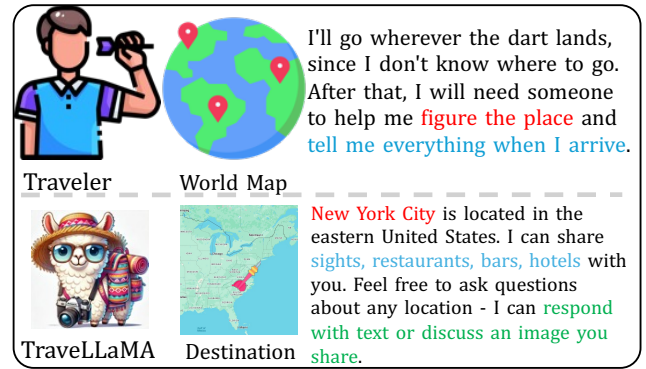 I'll go wherever the dart lands,
since I don't know where to go.
After that, I will need someone
to help me figure the place and
tell me everything when I arrive.
Traveler
World Map
New York City is located in the
eastern United States. I can share
sights, restaurants, bars, hotels with
you. Feel free to ask questions
about any location - I can respond
with text or discuss an image you
share.
TraveLLaMA
Destination